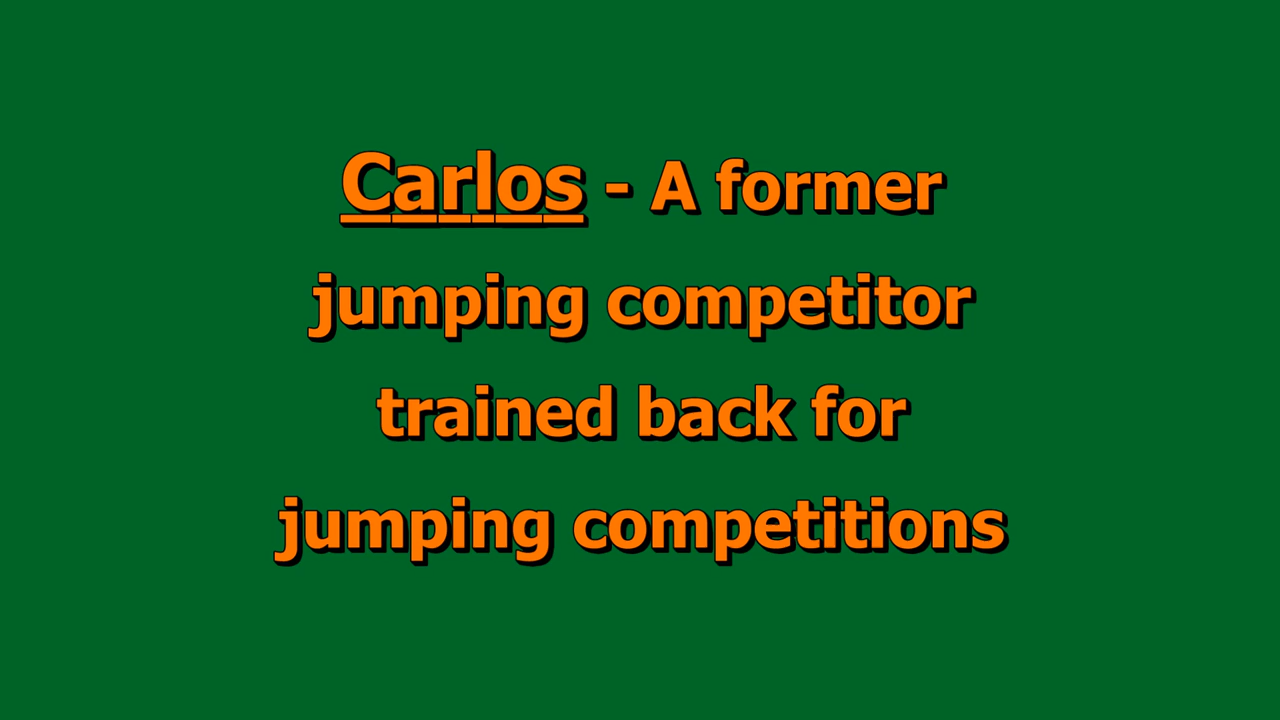 Carlos - A former
jumping competitor
trained back for
jumping competitions